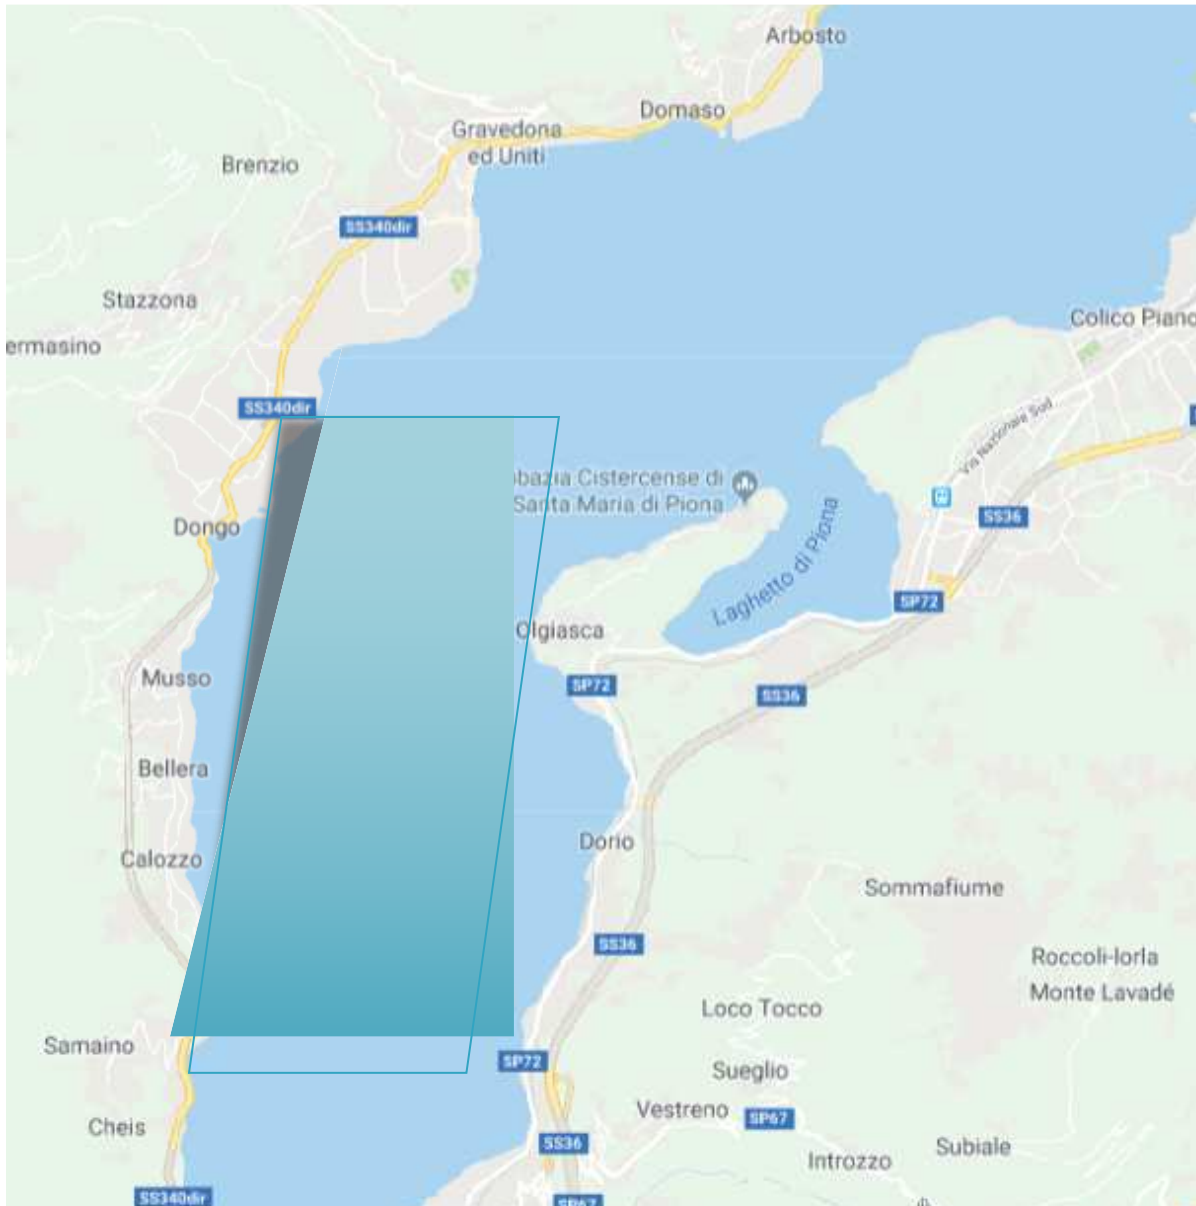 Arbosto
Domaso
Gravedona
ed Uniti
Brenzio
SS340dir
Stazzona
Colico Piano
ermasino
SS340dir
Via Nazionale Sud
bazia Cistercense di
Santa Maria di Piona
SS36
Dongo
Laghetto di Piona
SP72
Olgiasca
Musso
SP72
SS36
Bellera
Dorio
Calozzo
Sommafiume
SS36
Roccoli-Iorla
Monte Lavadé
Loco Tocco
Samaino
SP72
Sueglio
Vestreno
SP67
Cheis
SS36
Subiale
Introzzo
SS340dir
SP67